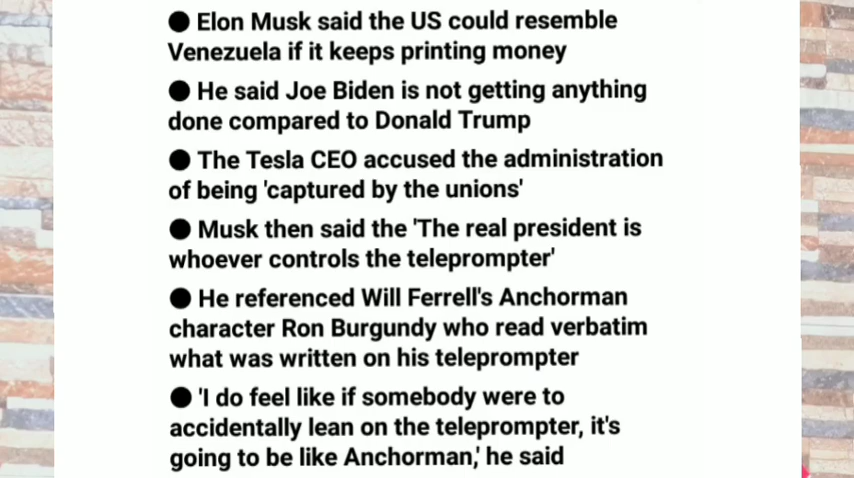 ● Elon Musk said the US could resemble
Venezuela if it keeps printing money
● He said Joe Biden is not getting anything
done compared to Donald Trump
● The Tesla CEO accused the administration
of being 'captured by the unions'
● Musk then said the 'The real president is
whoever controls the teleprompter'
● He referenced Will Ferrell's Anchorman
character Ron Burgundy who read verbatim
what was written on his teleprompter
● 'I do feel like if somebody were to
accidentally lean on the teleprompter, it's
going to be like Anchorman,' he said